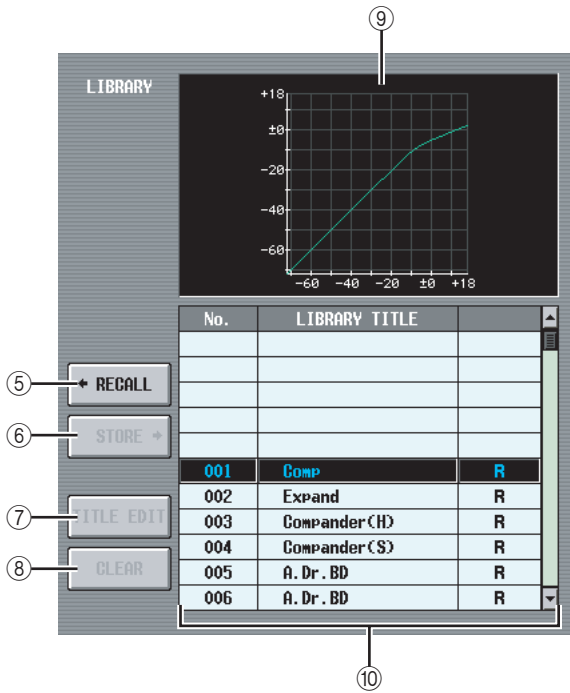 ⑨
LIBRARY
+18
±0
-20
-40
-60
-60 -40 -20 ±0 +18
No. LIBRARY TITLE
⑤ RECALL
⑥ STORE
001 Comp R
002 Expand R
⑦ TITLE EDIT
003 Compander(H) R
004 Compander(S) R
⑧ CLEAR
005 A.Dr.BD R
006 A.Dr.BD R
⑩